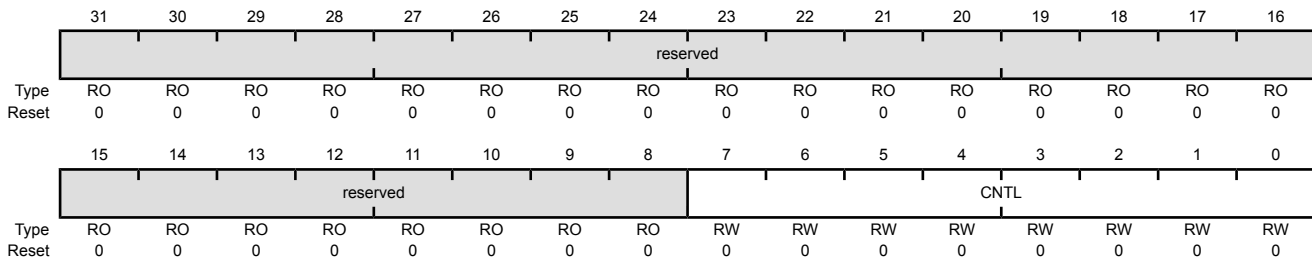 31 30 29 28 27 26 25 24 23 22 21 20 19 18 17 16
reserved
Type RO RO RO RO RO RO RO RO RO RO RO RO RO RO RO RO
Reset 0 0 0 0 0 0 0 0 0 0 0 0 0 0 0 0
15 14 13 12 11 10 9 8 7 6 5 4 3 2 1 0
reserved CNTL
Type RO RO RO RO RO RO RO RO RW RW RW RW RW RW RW RW
Reset 0 0 0 0 0 0 0 0 0 0 0 0 0 0 0 0